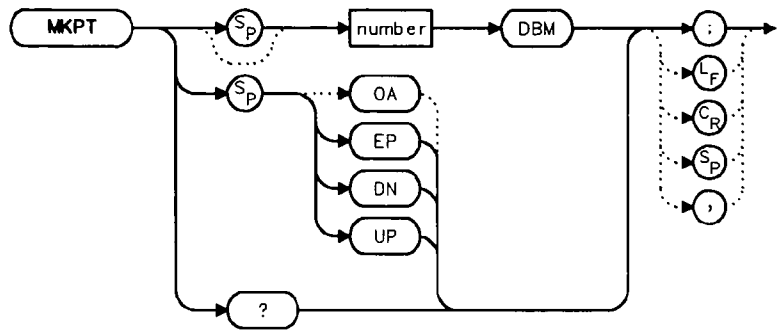 MKPT SP number DBM ;
SP OA LF
EP CR
DN SP
UP ,
?